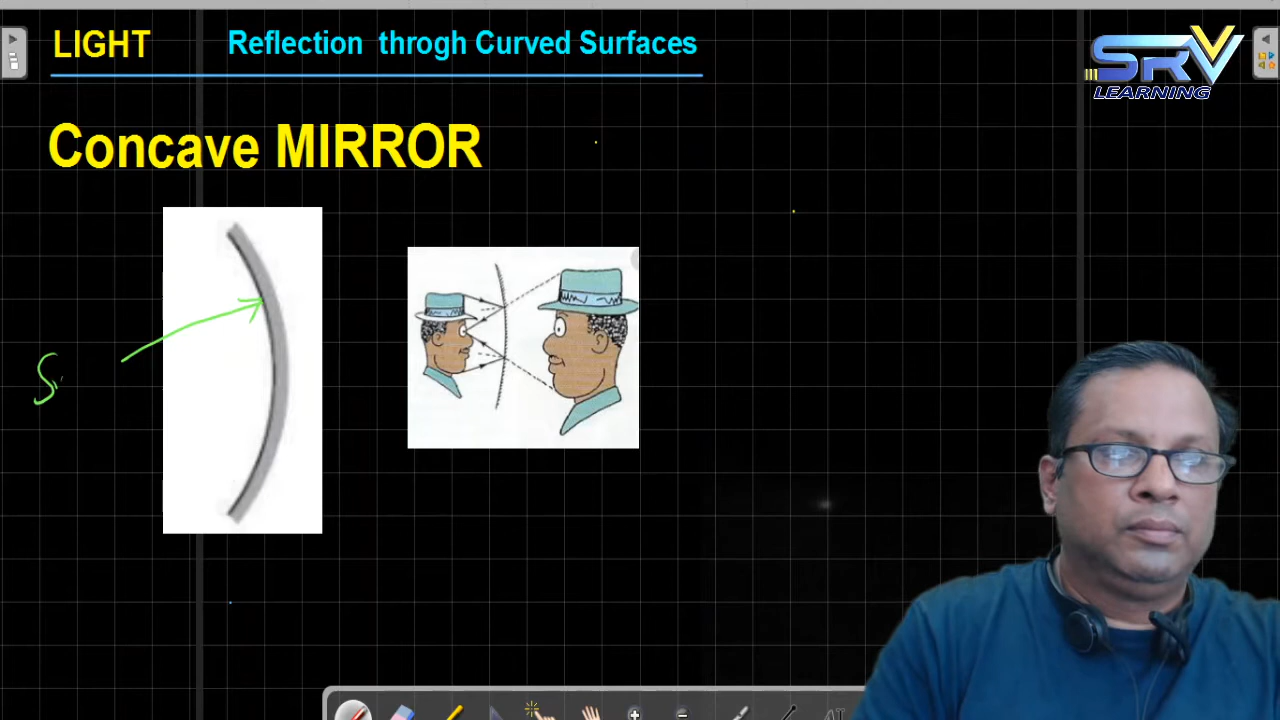 LIGHT
Reflection throgh Curved Surfaces
SRV
LEARNING
Concave MIRROR
S